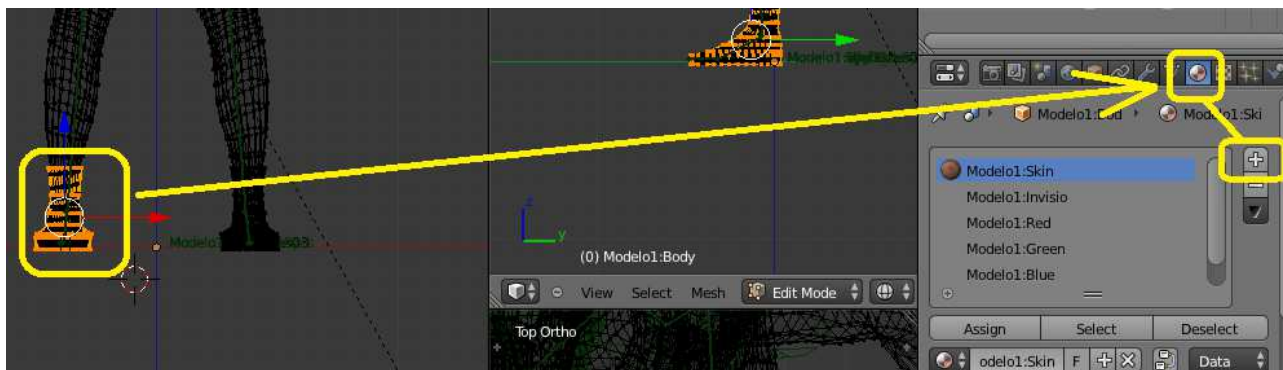 Modelo1:Bod
Modelo1:Ski
Modelo1:Skin
Modelo1:Invisio
Modelo1:Red
Modelo1:Green
Modelo1:Blue
z
y
(0) Modelo1:Body
View Select Mesh Edit Mode
Top Ortho
Assign Select Deselect
odelo1:Skin F Data